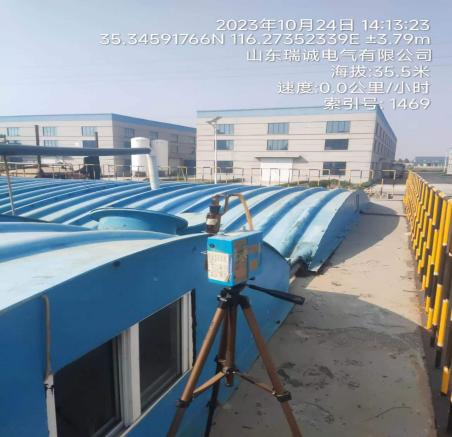 2023年10月24日 14:13:23
35.34591766N 116.27352339E ±3.79m
山东瑞诚电气有限公司
海拔:35.5米
速度:0.0公里/小时
索引号: 1469